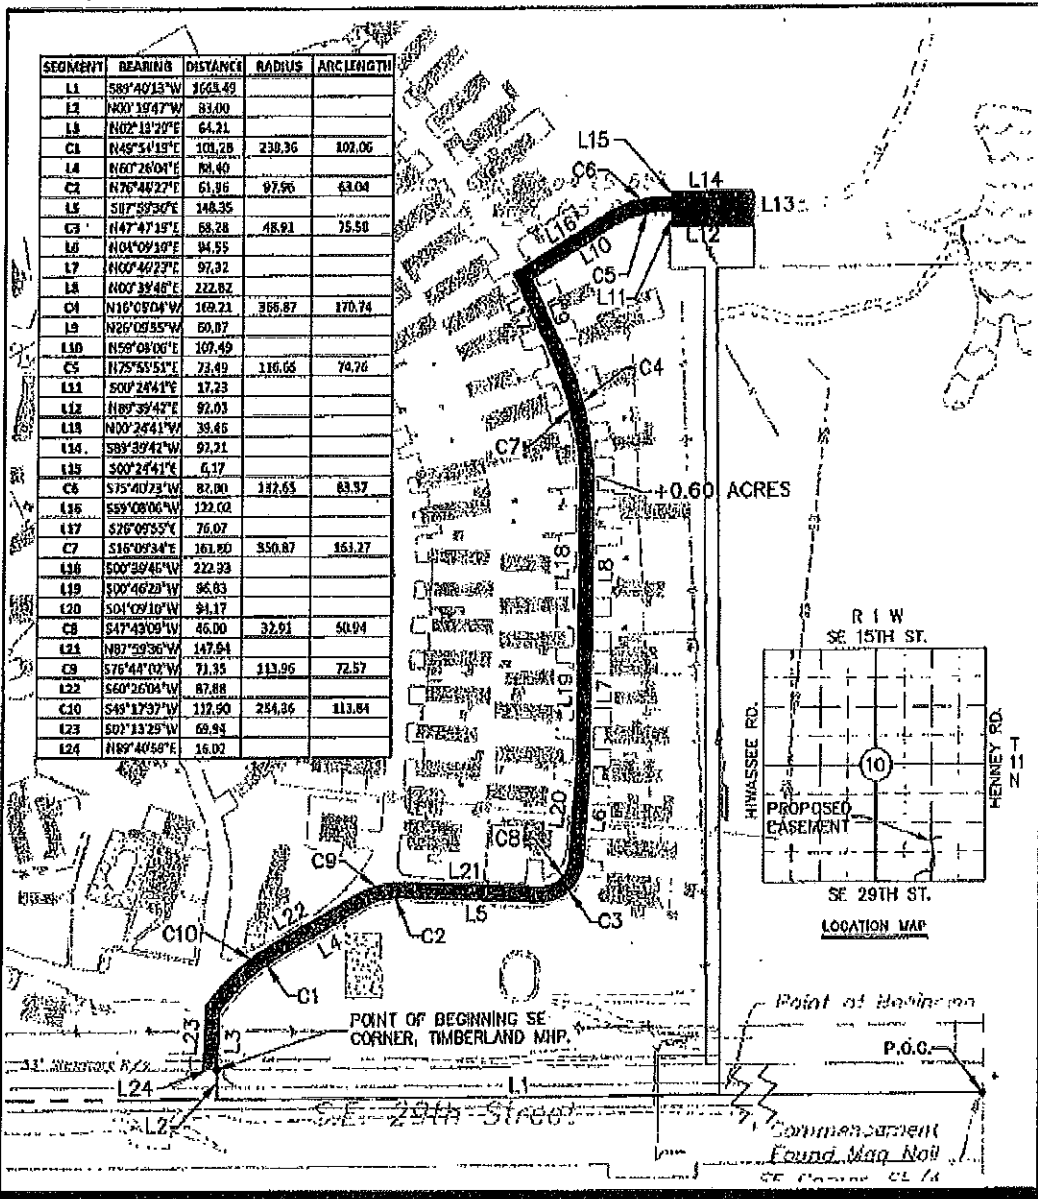 SEGMENT BEARING DISTANCE RADIUS ARC LENGTH
L1 S89°40'13"W 1665.49
L2 N00°19'47"W 83.00
L3 N02°13'29"E 64.21
C1 N49°54'19"E 101.28 238.36 102.06
L4 N60°26'04"E 88.40
C2 N76°44'27"E 61.96 97.96 63.04
L5 S87°59'30"E 148.35
C3 N47°47'19"E 68.28 48.91 75.50
L6 N04°09'10"E 94.55
L7 N00°46'23"E 97.32
L8 N00°39'46"E 222.82
C4 N16°05'04"W 169.21 366.87 170.74
L9 N26°09'55"W 60.87
L10 N59°08'06"E 107.49
C5 N75°55'51"E 73.49 116.65 74.76
L11 S00°24'41"E 17.23
L12 N89°39'42"E 92.03
L13 N00°24'41"W 39.46
L14 S89°39'42"W 92.21
L15 S00°24'41"E 6.17
C6 S75°40'23"W 82.00 132.65 83.37
L16 S59°08'06"W 122.02
L17 S26°09'55"E 76.07
C7 S16°09'34"E 161.80 350.87 163.27
L18 S00°39'46"W 222.33
L19 S00°46'23"W 96.83
L20 S04°09'10"W 94.17
C8 S47°43'09"W 46.00 32.91 50.94
L21 N87°59'36"W 147.94
C9 S76°44'02"W 71.35 113.96 72.57
L22 S60°26'04"W 87.88
C10 S49°17'37"W 112.90 254.36 113.84
L23 S02°13'29"W 69.94
L24 N89°40'58"E 16.02
L15
C6
L14
L13
L16
L10
L12
C5
L11
C4
C7
+0.60 ACRES
L18
L8
R 1 W
SE 15TH ST.
L19
L7
HIWASSEE RD.
10
HENNEY RD.
T 11 N
PROPOSED
EASEMENT
L20
L6
C8
C9
L21
L5
SE 29TH ST.
C3
C2
LOCATION MAP
L22
L4
C10
C1
Point of Beginning
POINT OF BEGINNING SE
CORNER, TIMBERLAND MHP.
L23
L3
P.O.C.
L24
L1
S.E. 29th Street
L2
Commencement
Found Mag Nail